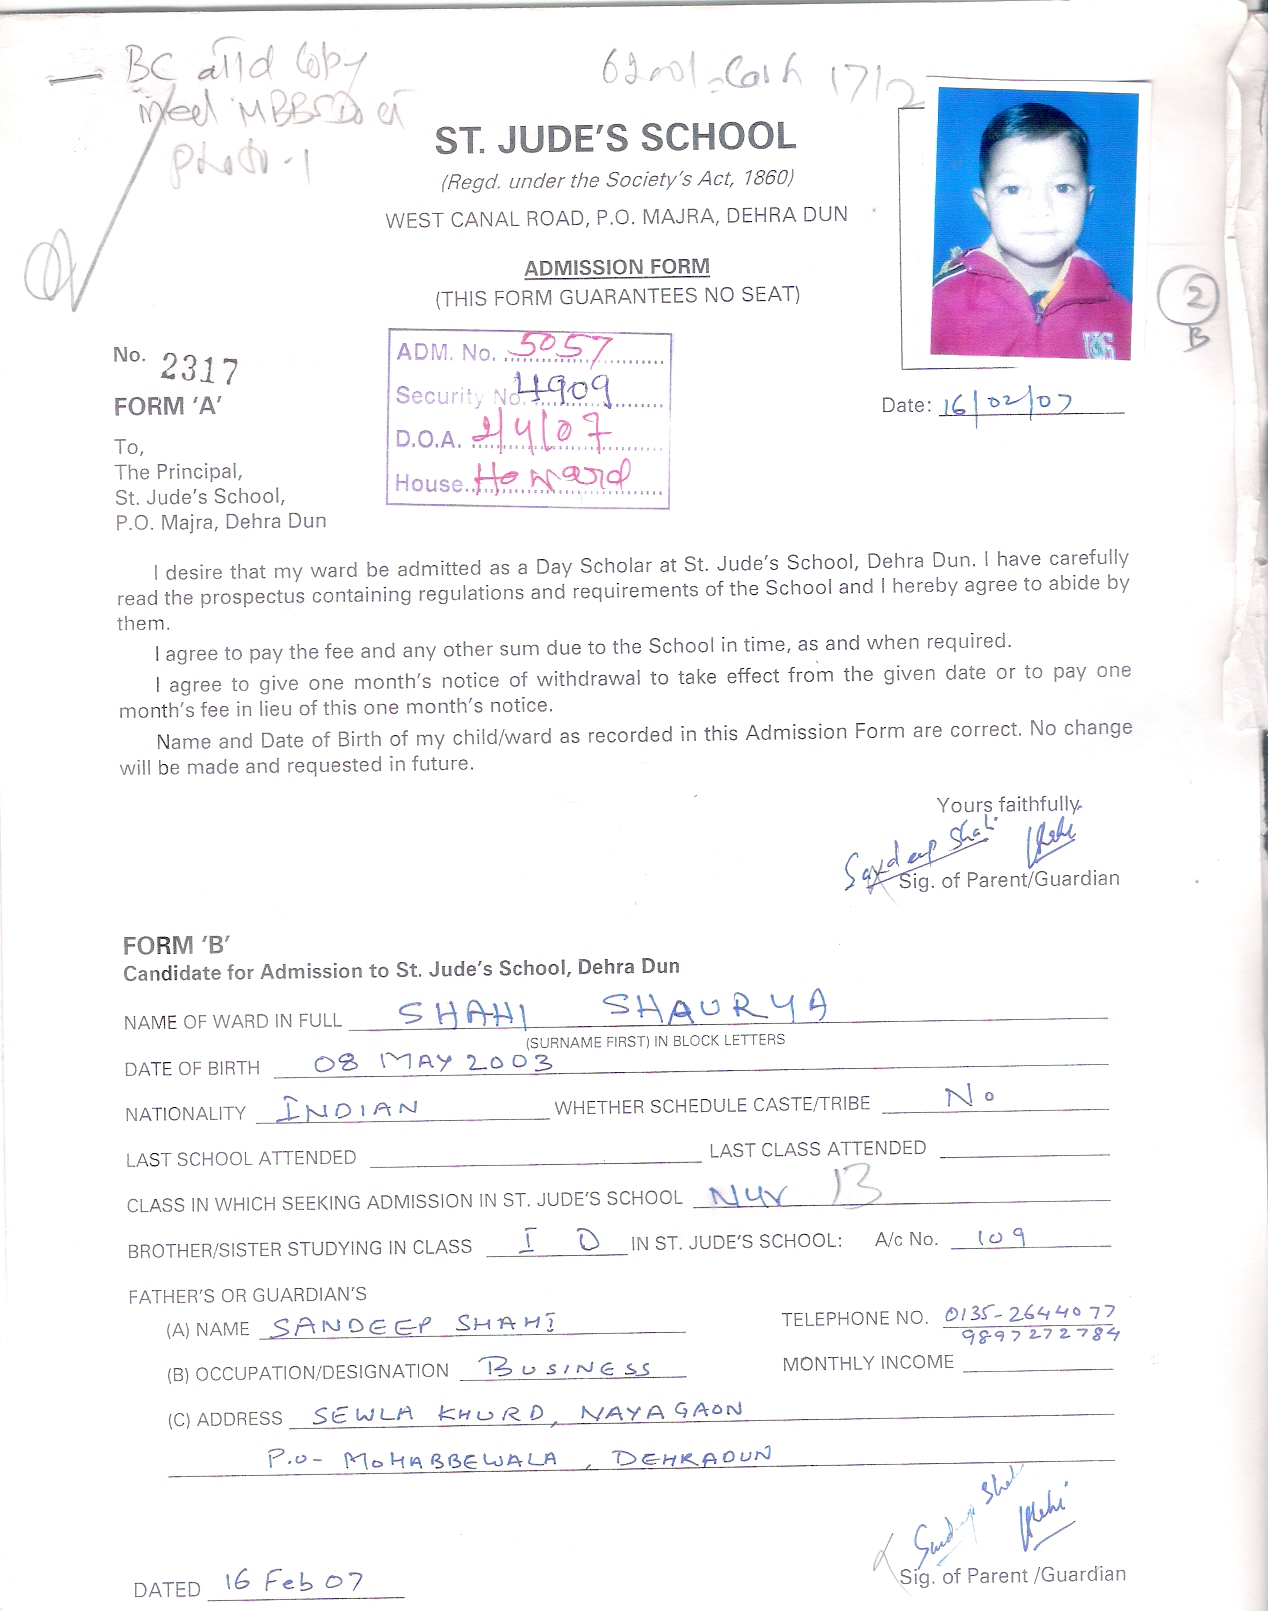 BC attd Copy
need MBBS Doct
Photo - 1
Cash 17/2
ST. JUDE'S SCHOOL
(Regd. under the Society's Act, 1860)
WEST CANAL ROAD, P.O. MAJRA, DEHRA DUN
ADMISSION FORM
(THIS FORM GUARANTEES NO SEAT)
2
B
No. 2317
ADM. No. 5057
Security No. 4909
D.O.A. 2/4/07
House. Howard
FORM 'A'
Date: 16/02/07
To,
The Principal,
St. Jude's School,
P.O. Majra, Dehra Dun
I desire that my ward be admitted as a Day Scholar at St. Jude's School, Dehra Dun. I have carefully
read the prospectus containing regulations and requirements of the School and I hereby agree to abide by
them.
I agree to pay the fee and any other sum due to the School in time, as and when required.
I agree to give one month's notice of withdrawal to take effect from the given date or to pay one
month's fee in lieu of this one month's notice.
Name and Date of Birth of my child/ward as recorded in this Admission Form are correct. No change
will be made and requested in future.
Yours faithfully.
Sandeep Shahi
Sig. of Parent/Guardian
FORM 'B'
Candidate for Admission to St. Jude's School, Dehra Dun
NAME OF WARD IN FULL SHAHI SHAURYA
(SURNAME FIRST) IN BLOCK LETTERS
DATE OF BIRTH 08 MAY 2003
NATIONALITY INDIAN WHETHER SCHEDULE CASTE/TRIBE No
LAST SCHOOL ATTENDED LAST CLASS ATTENDED
CLASS IN WHICH SEEKING ADMISSION IN ST. JUDE'S SCHOOL Nur B
BROTHER/SISTER STUDYING IN CLASS I D IN ST. JUDE'S SCHOOL: A/c No. 109
FATHER'S OR GUARDIAN'S
(A) NAME SANDEEP SHAHI TELEPHONE NO. 0135-2644077
9897272784
(B) OCCUPATION/DESIGNATION BUSINESS MONTHLY INCOME
(C) ADDRESS SEWLA KHURD, NAYAGAON
P.O- MOHABBEWALA, DEHRADUN
Sandeep Shahi
Sig. of Parent /Guardian
DATED 16 Feb 07